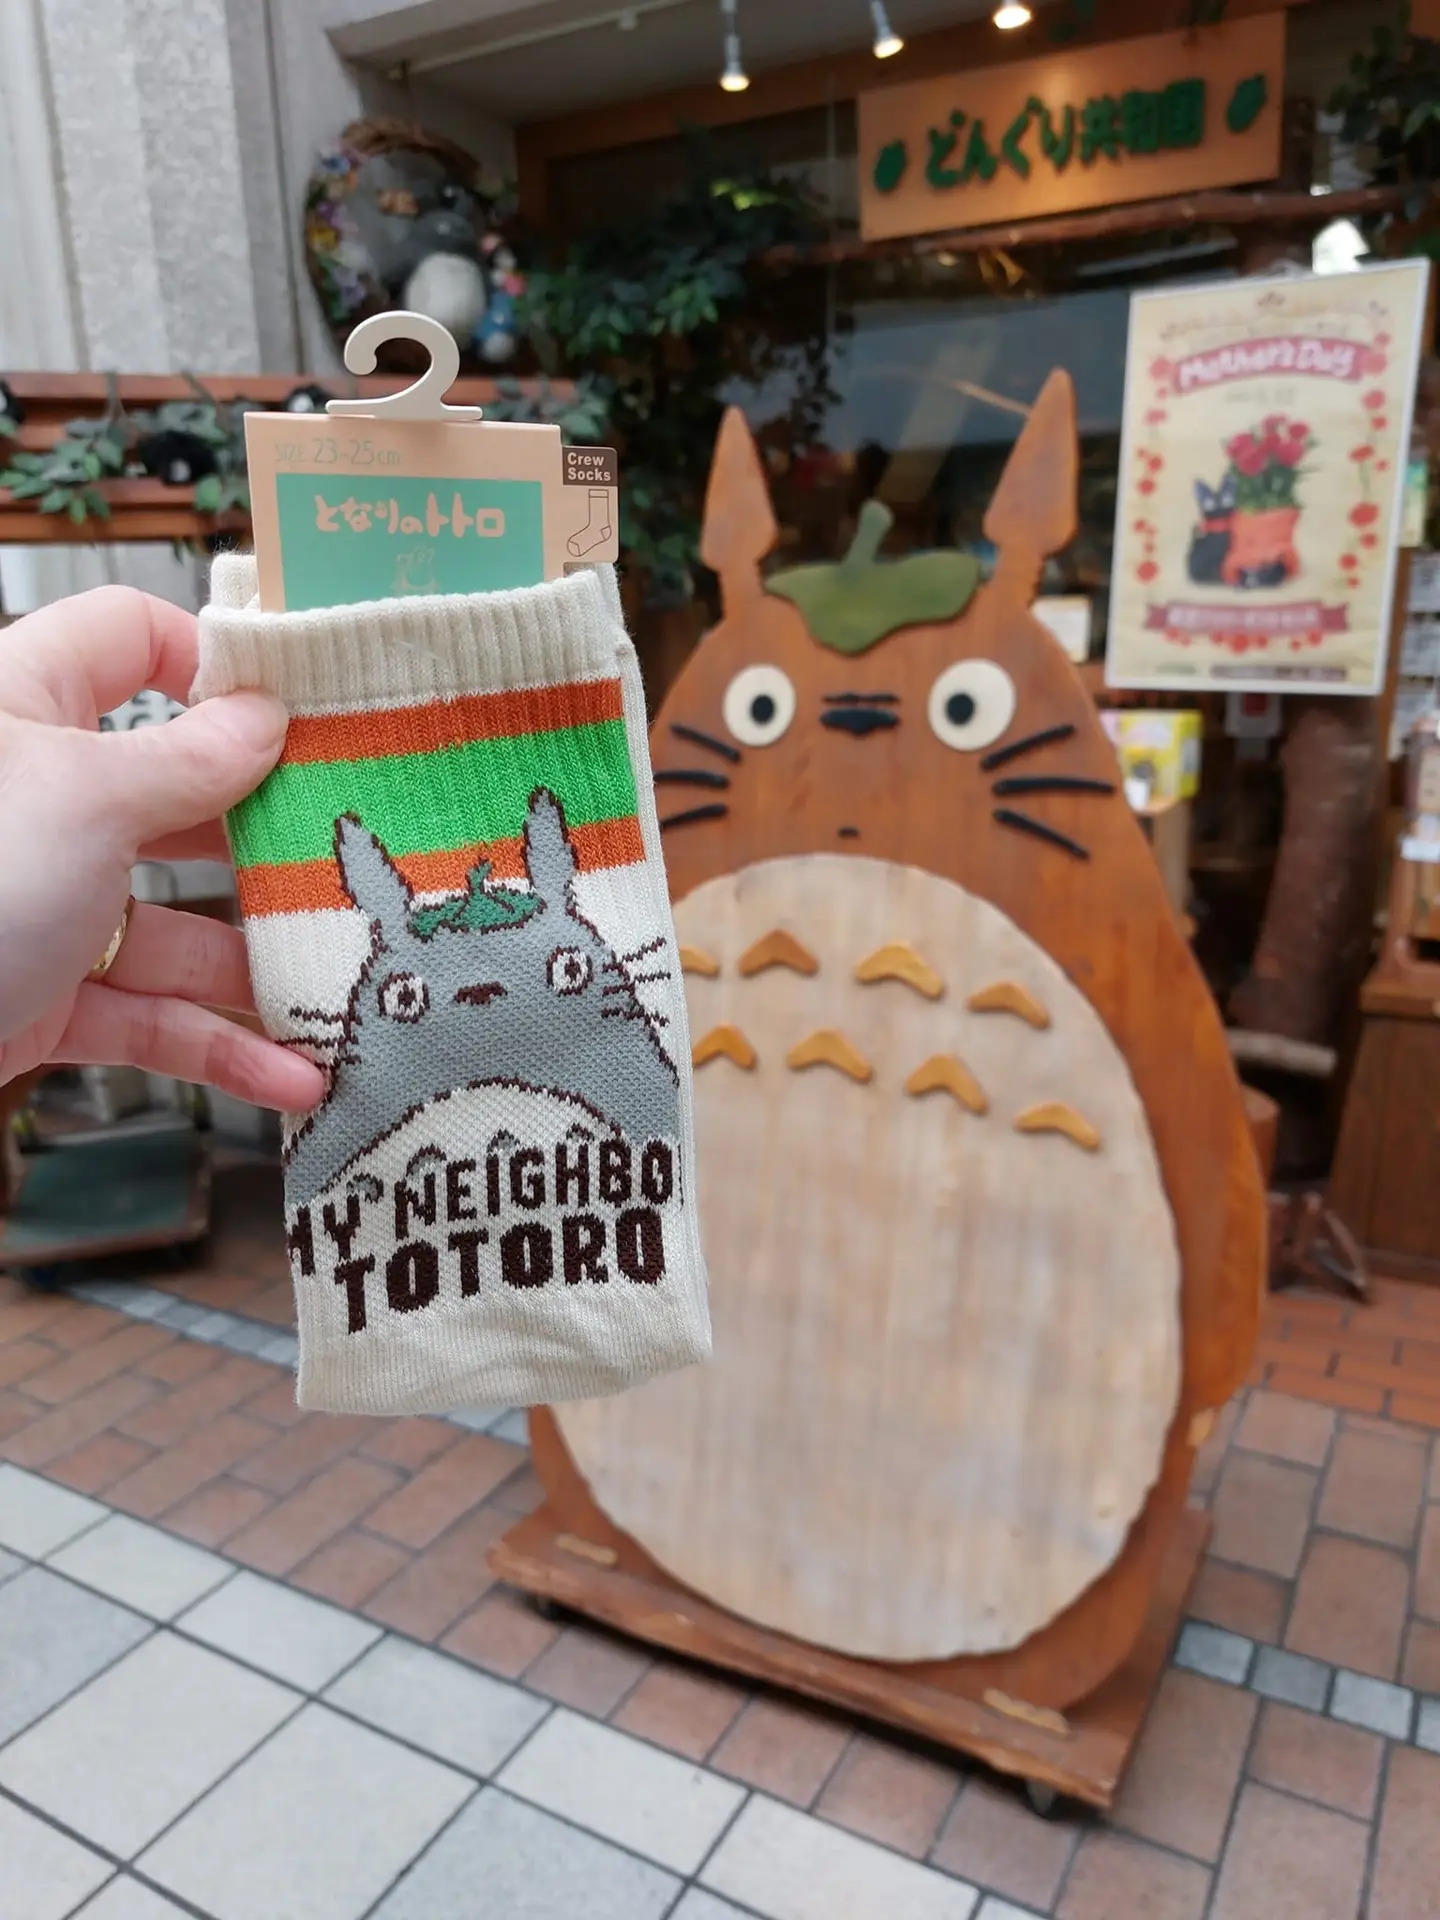 どんぐり共和国
Mother's Day
SIZE 23-25cm
Crew
Socks
となりのトトロ
MY NEIGHBO
TOTORO